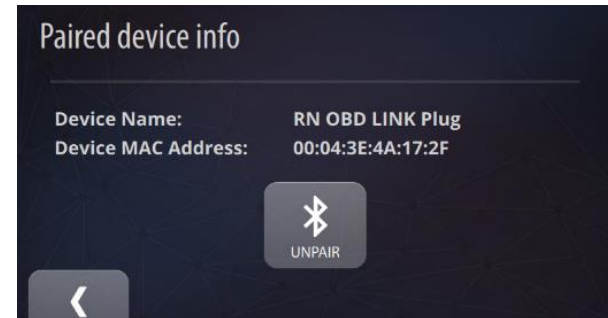 Paired device info
Device Name: RN OBD LINK Plug
Device MAC Address: 00:04:3E:4A:17:2F
UNPAIR